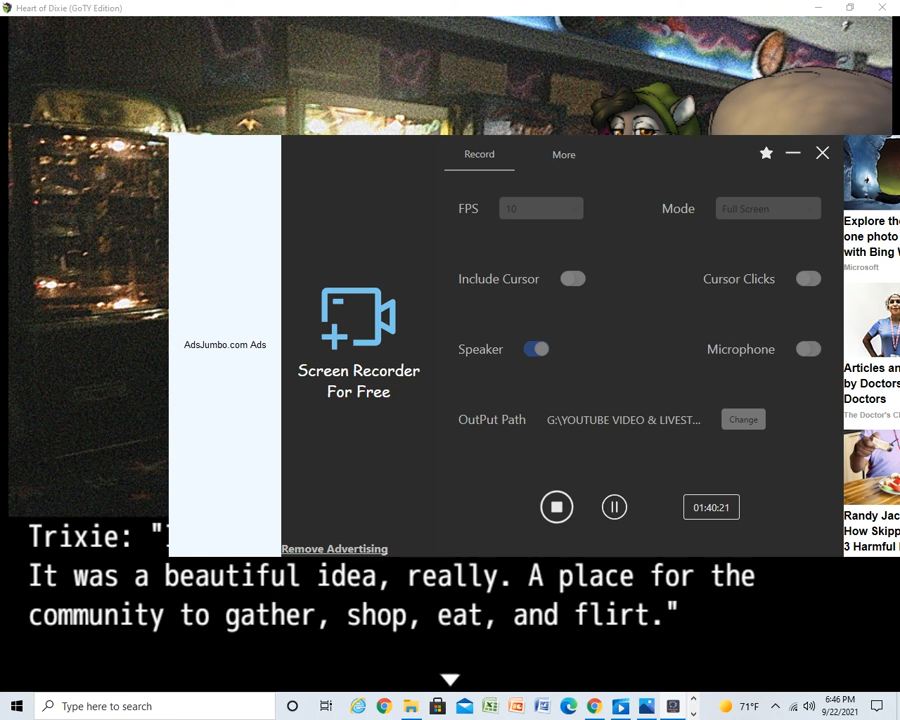 Heart of Dixie (GoTY Edition)
Record
More
FPS
10
Mode
Full Screen
Include Cursor
Cursor Clicks
AdsJumbo.com Ads
Speaker
Microphone
Screen Recorder
For Free
OutPut Path
G:\YOUTUBE VIDEO & LIVEST...
Change
01:40:21
Remove Advertising
Explore the
one photo
with Bing W
Microsoft
Articles an
by Doctors
Doctors
The Doctor's Cl
Randy Jac
How Skipp
3 Harmful
Trixie: "
It was a beautiful idea, really. A place for the
community to gather, shop, eat, and flirt."
Type here to search
71°F
6:46 PM
9/22/2021